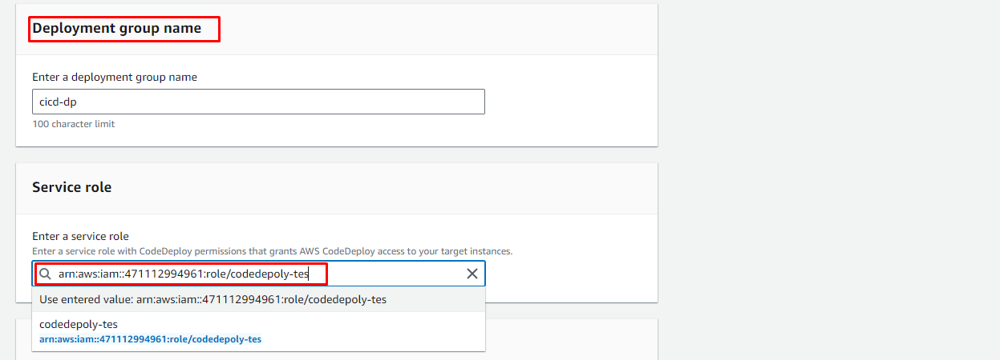 Deployment group name
Enter a deployment group name
cicd-dp
100 character limit
Service role
Enter a service role
Enter a service role with CodeDeploy permissions that grants AWS CodeDeploy access to your target instances.
arn:aws:iam::471112994961:role/codedepoly-tes
Use entered value: arn:aws:iam::471112994961:role/codedepoly-tes
codedepoly-tes
arn:aws:iam::471112994961:role/codedepoly-tes